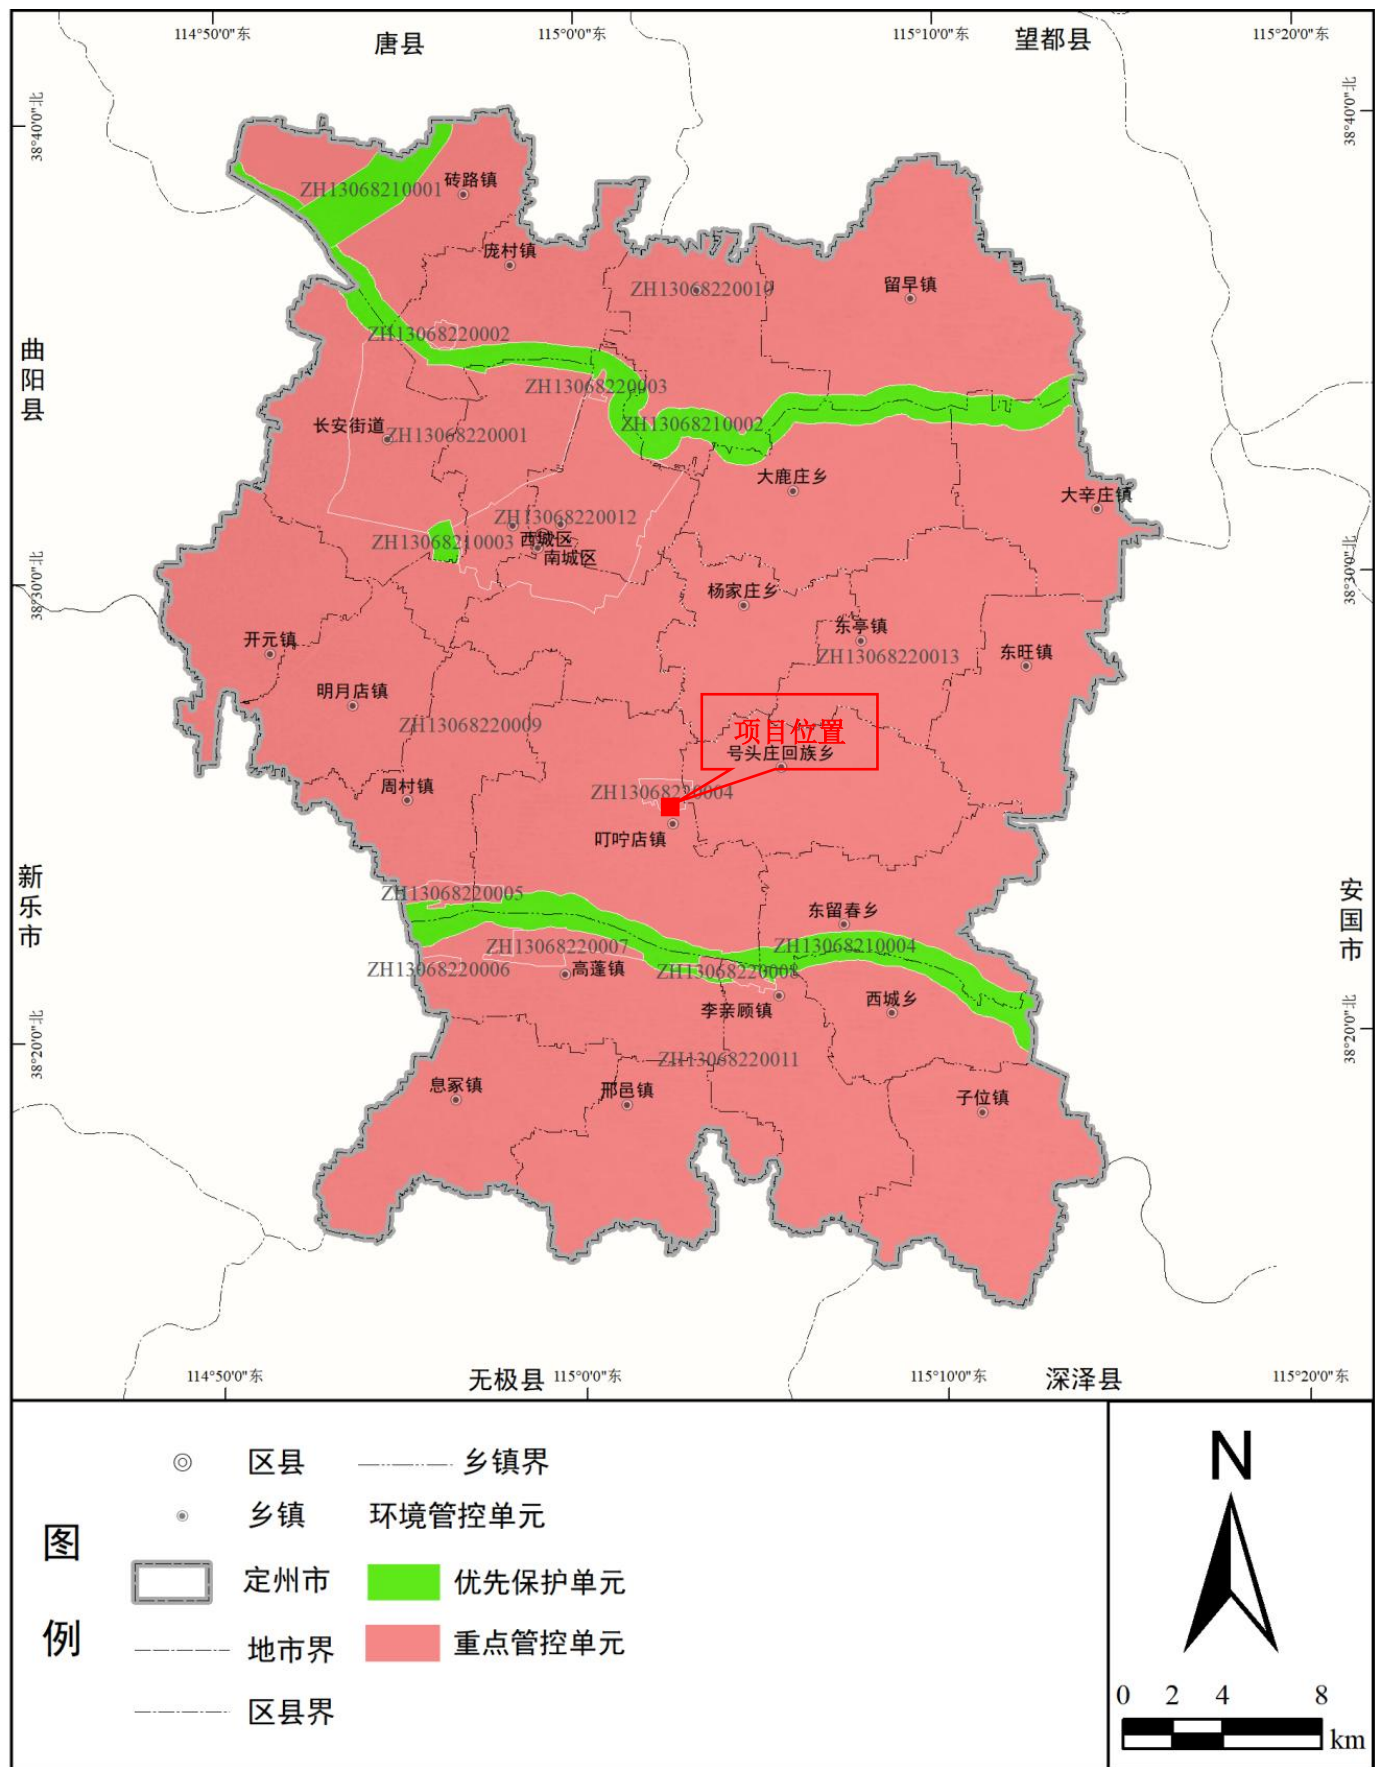 114°50'0"东
115°0'0"东
115°10'0"东
115°20'0"东
唐县
望都县
38°40'0"北
38°40'0"北
ZH13068210001
砖路镇
庞村镇
ZH13068220010
留早镇
ZH13068220002
曲阳县
ZH13068220003
长安街道
ZH13068220001
ZH13068210002
大鹿庄乡
大辛庄镇
ZH13068220012
ZH13068210003
西城区
南城区
38°30'0"北
38°30'0"北
杨家庄乡
东亭镇
开元镇
ZH13068220013
东旺镇
明月店镇
ZH13068220009
项目位置
号头庄回族乡
周村镇
ZH13068220004
叮咛店镇
新乐市
安国市
ZH13068220005
东留春乡
ZH13068220007
ZH13068210004
ZH13068220006
高蓬镇
ZH13068220008
李亲顾镇
西城乡
38°20'0"北
38°20'0"北
ZH13068220011
息冢镇
邢邑镇
子位镇
114°50'0"东
无极县
115°0'0"东
115°10'0"东
深泽县
115°20'0"东
图例
区县
乡镇界
乡镇
环境管控单元
定州市
优先保护单元
地市界
重点管控单元
区县界
N
0 2 4 8
km